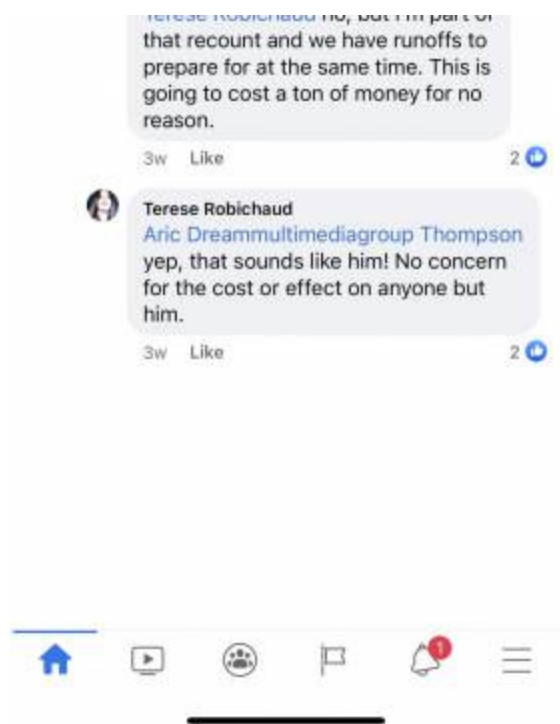 Terese Robichaud no, but I'm part of
that recount and we have runoffs to
prepare for at the same time. This is
going to cost a ton of money for no
reason.
3w Like 2
Terese Robichaud
Aric Dreammultimediagroup Thompson
yep, that sounds like him! No concern
for the cost or effect on anyone but
him.
3w Like 2
1